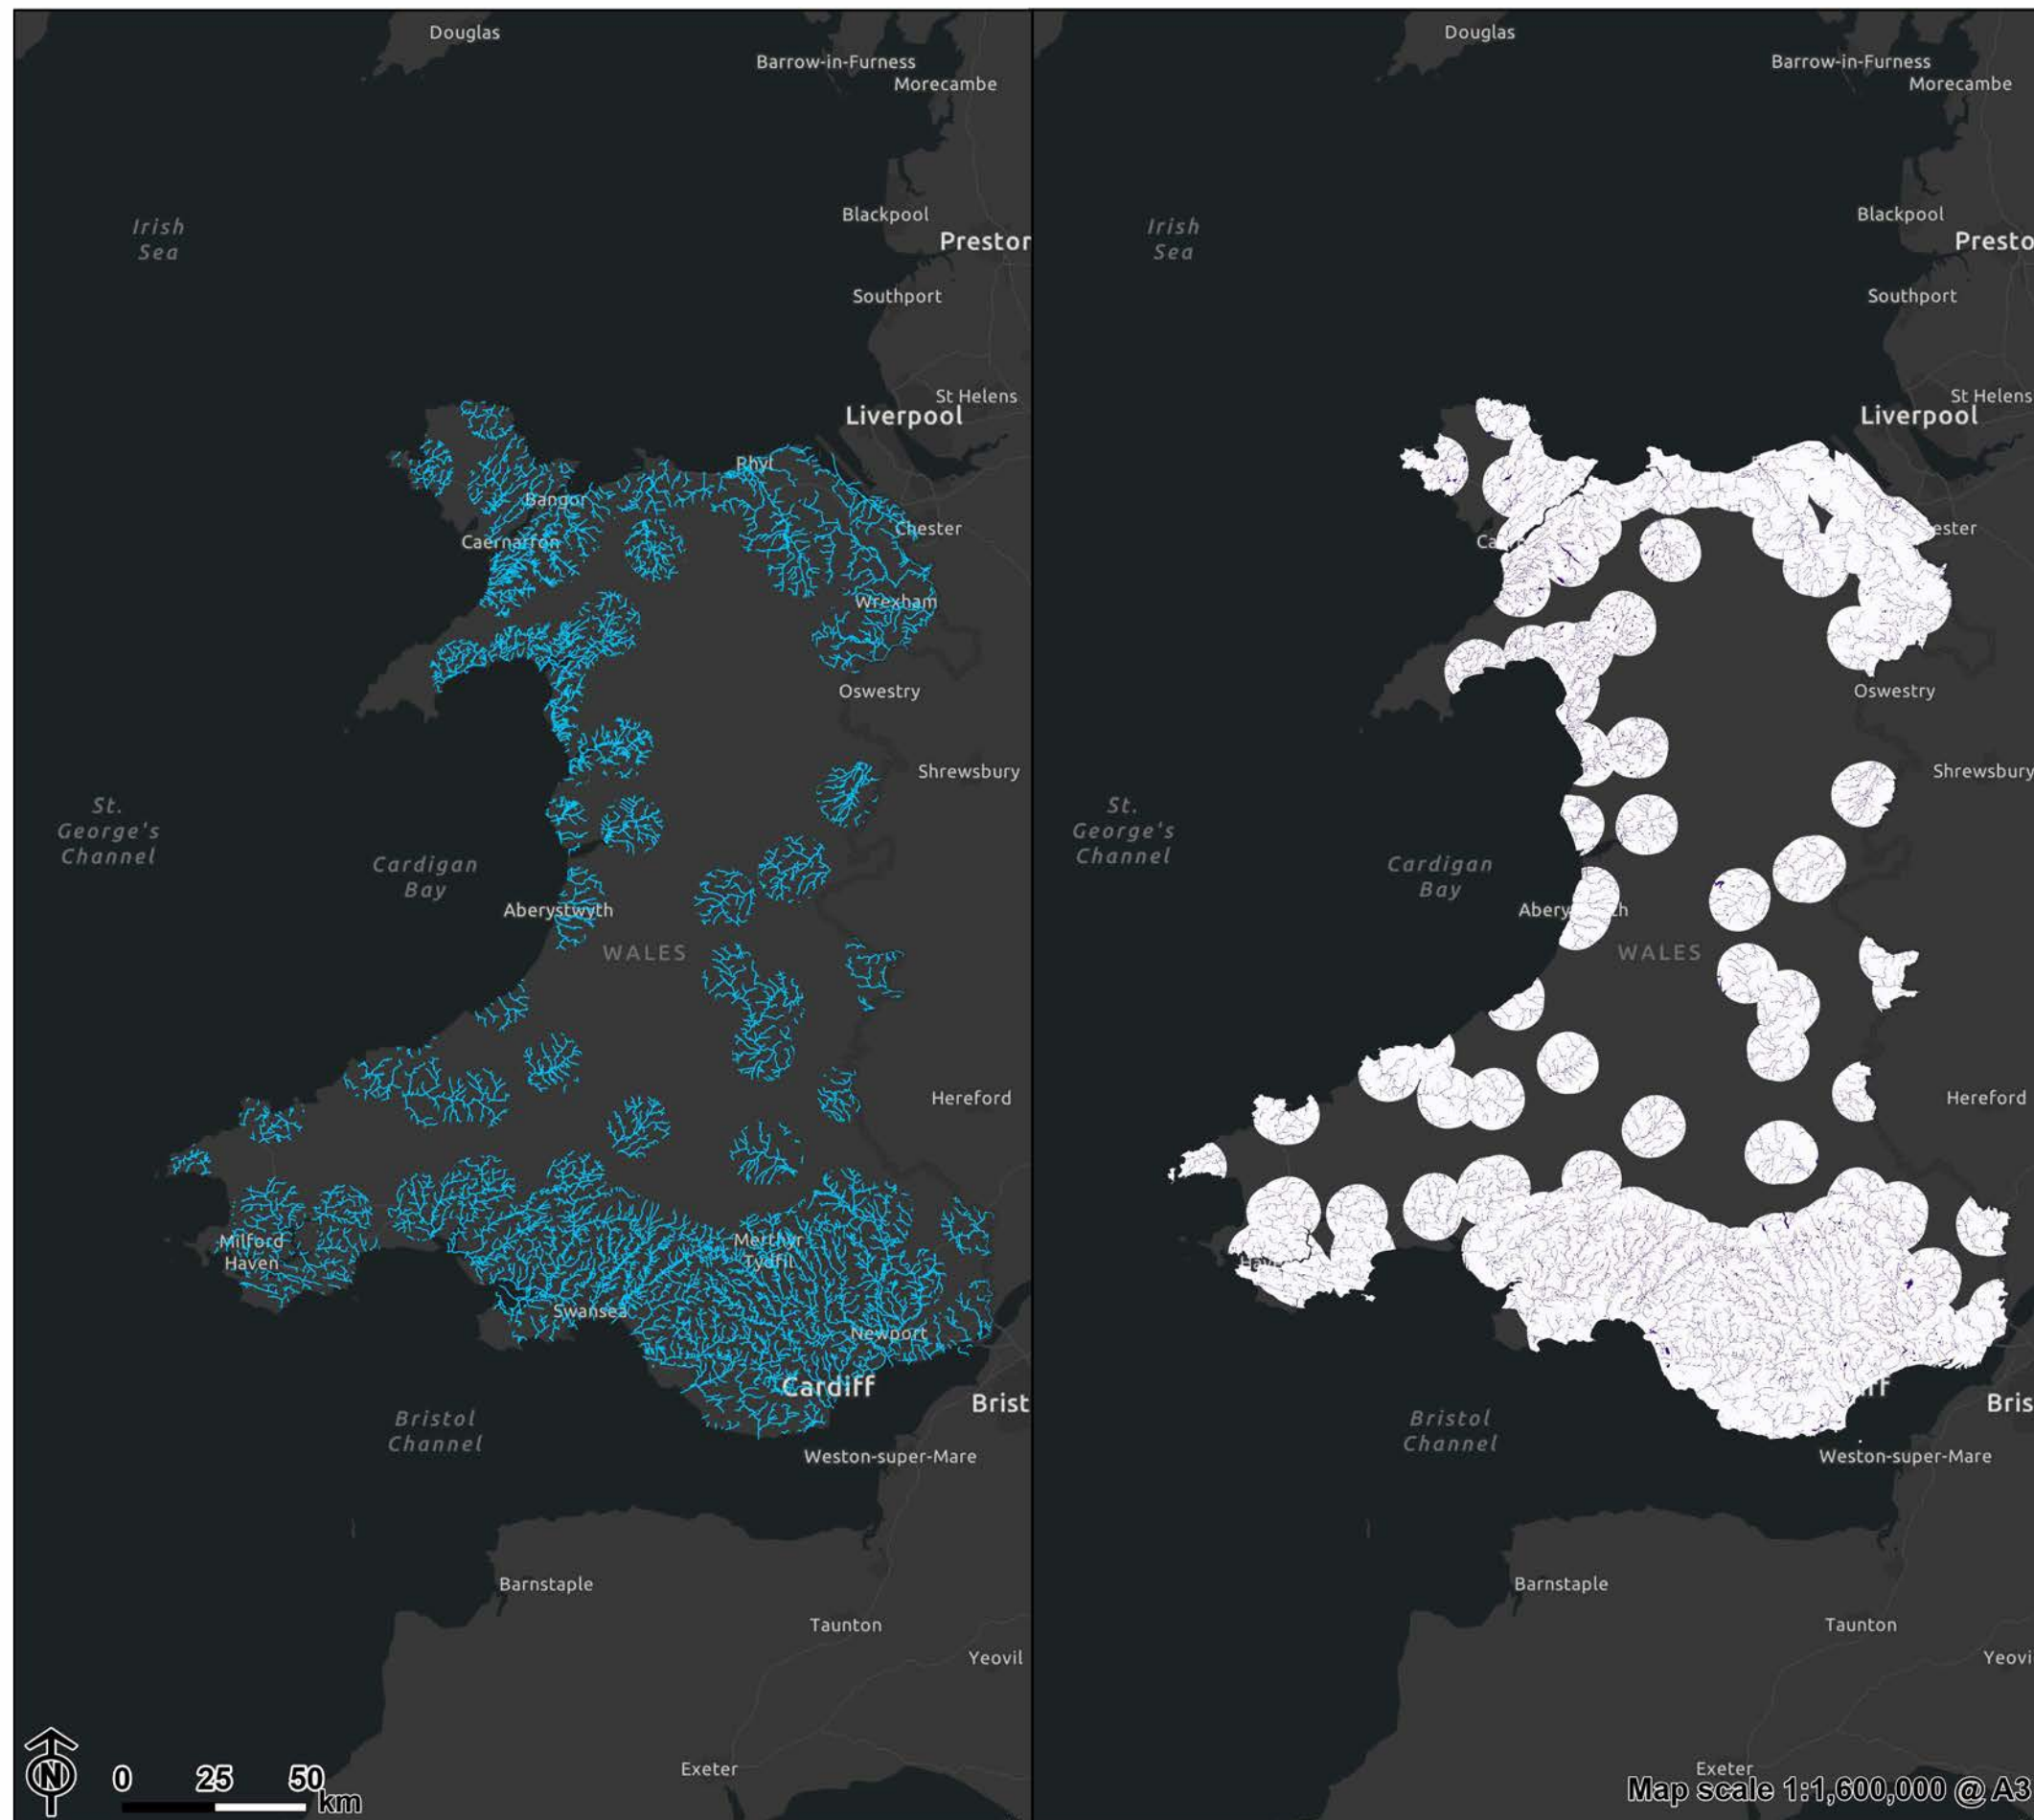 Douglas
Barrow-in-Furness
Morecambe
Irish
Sea
Blackpool
Prestor
Southport
St Helens
Liverpool
Rhyl
Bangor
Chester
Caernarfon
Wrexham
Oswestry
Shrewsbury
St.
George's
Channel
Cardigan
Bay
Aberystwyth
WALES
Hereford
Milford
Haven
Merthyr
Tydfil
Swansea
Newport
Cardiff
Brist
Bristol
Channel
Weston-super-Mare
Barnstaple
Taunton
Yeovil
Exeter
0 25 50
km
N
Douglas
Barrow-in-Furness
Morecambe
Irish
Sea
Blackpool
Presto
Southport
St Helens
Liverpool
ester
Ca
Oswestry
Shrewsbury
St.
George's
Channel
Cardigan
Bay
Abery th
WALES
Hereford
Bris
Bristol
Channel
Weston-super-Mare
Barnstaple
Taunton
Yeovi
Exeter
Map scale 1:1,600,000 @ A3